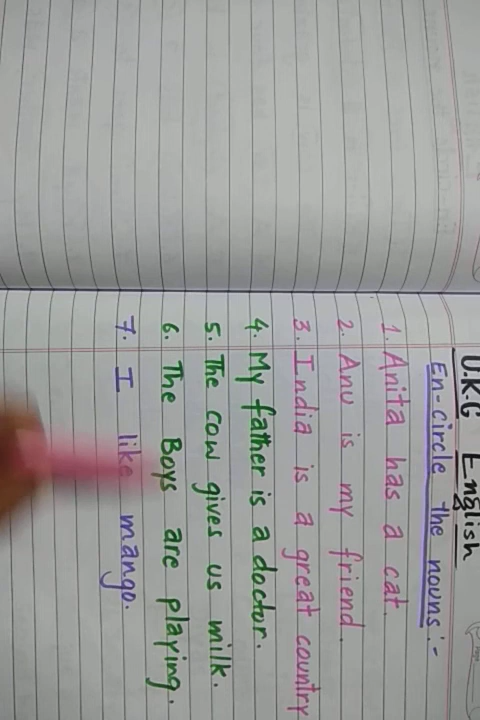 U.K.G English
En-circle the nouns:-
1. Anita has a cat.
2. Anu is my friend.
3. India is a great country
4. My father is a doctor.
5. The cow gives us milk.
6. The Boys are playing.
7. I like mango.